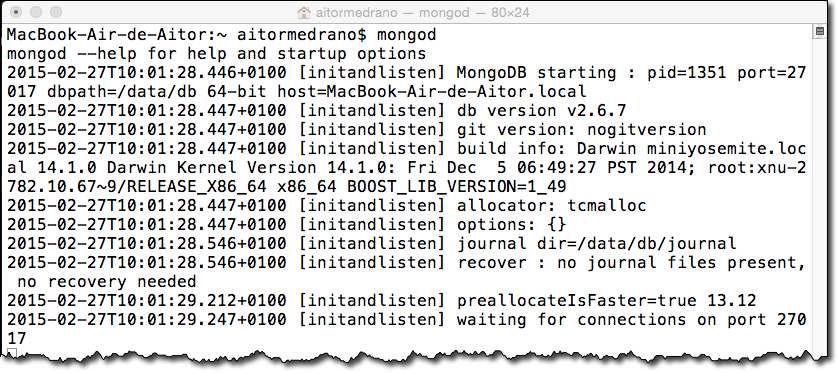 aitormedrano — mongod — 80×24
MacBook-Air-de-Aitor:~ aitormedrano$ mongod
mongod --help for help and startup options
2015-02-27T10:01:28.446+0100 [initandlisten] MongoDB starting : pid=1351 port=27
017 dbpath=/data/db 64-bit host=MacBook-Air-de-Aitor.local
2015-02-27T10:01:28.447+0100 [initandlisten] db version v2.6.7
2015-02-27T10:01:28.447+0100 [initandlisten] git version: nogitversion
2015-02-27T10:01:28.447+0100 [initandlisten] build info: Darwin miniyosemite.loc
al 14.1.0 Darwin Kernel Version 14.1.0: Fri Dec  5 06:49:27 PST 2014; root:xnu-2
782.10.67~9/RELEASE_X86_64 x86_64 BOOST_LIB_VERSION=1_49
2015-02-27T10:01:28.447+0100 [initandlisten] allocator: tcmalloc
2015-02-27T10:01:28.447+0100 [initandlisten] options: {}
2015-02-27T10:01:28.546+0100 [initandlisten] journal dir=/data/db/journal
2015-02-27T10:01:28.546+0100 [initandlisten] recover : no journal files present,
 no recovery needed
2015-02-27T10:01:29.212+0100 [initandlisten] preallocateIsFaster=true 13.12
2015-02-27T10:01:29.247+0100 [initandlisten] waiting for connections on port 270
17